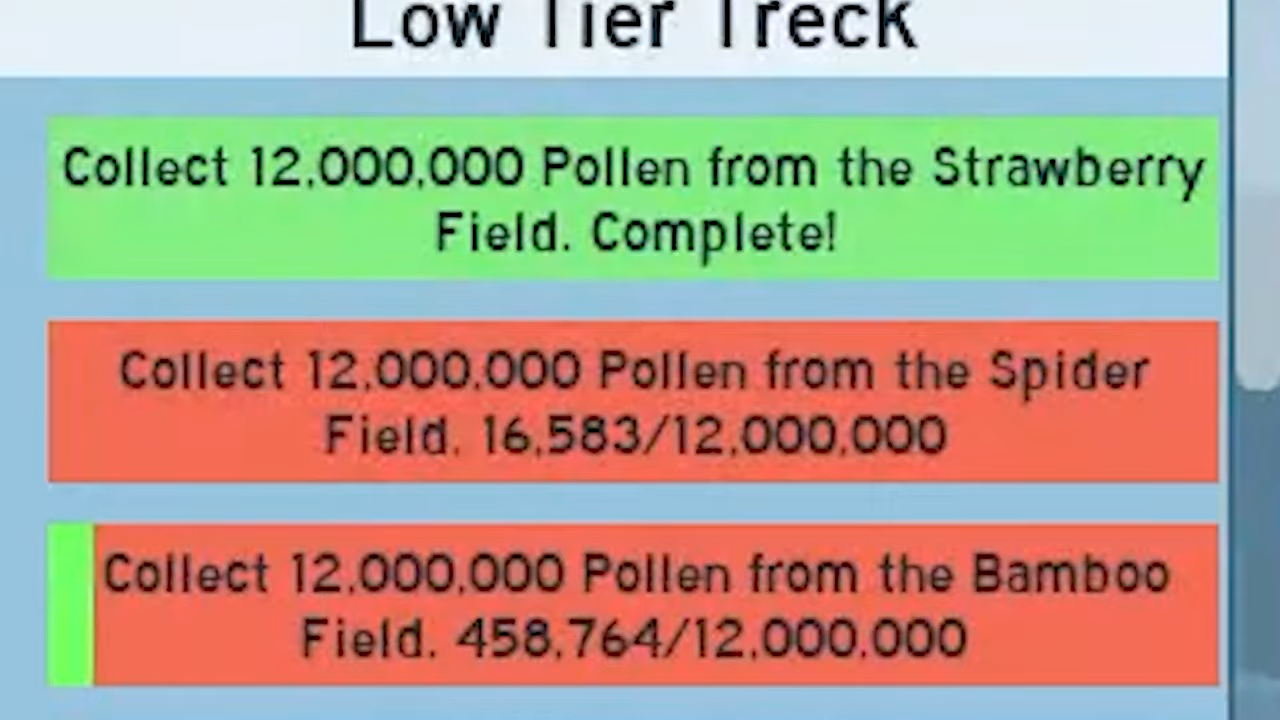 Low Tier Treck
Collect 12,000,000 Pollen from the Strawberry
Field. Complete!
Collect 12,000,000 Pollen from the Spider
Field. 16,583/12,000,000
Collect 12,000,000 Pollen from the Bamboo
Field. 458,764/12,000,000